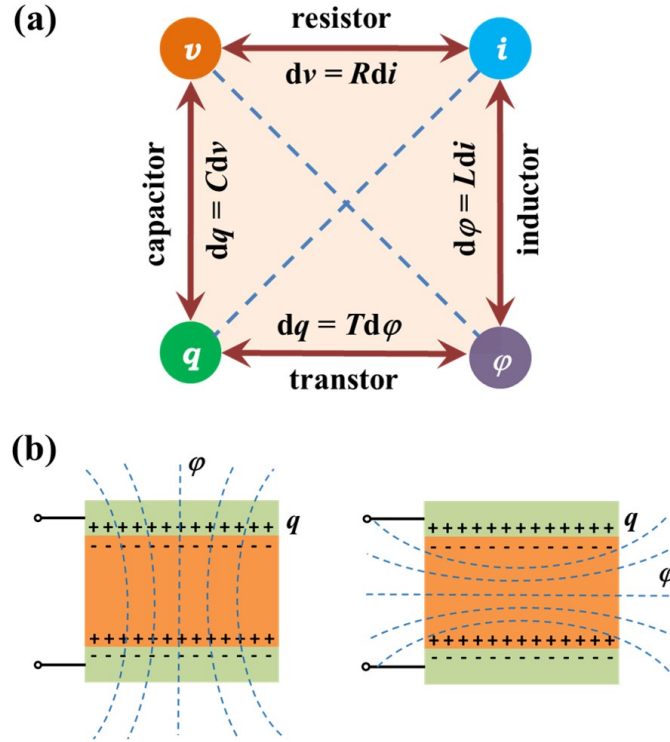 (a)
resistor
v
i
dv = Rdi
capacitor
dq = Cdv
dφ = Ldi
inductor
dq = Tdφ
q
φ
transtor
(b)
φ
q
+ + + + + + + + + + + +
- - - - - - - - - -
+ + + + + + + + + + + +
- - - - - - - - - -
q
+ + + + + + + + + + + +
- - - - - - - - - -
φ
+ + + + + + + + + + + +
- - - - - - - - - -